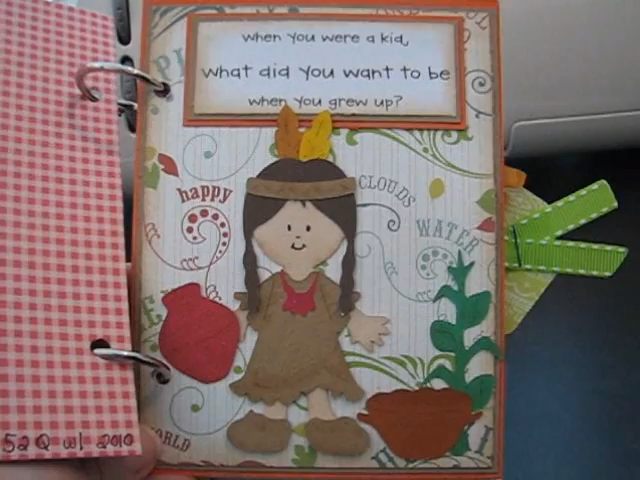 when you were a kid,
what did you want to be
when you grew up?
happy
CLOUDS
WATER
WORLD
52 Q w/ 2010